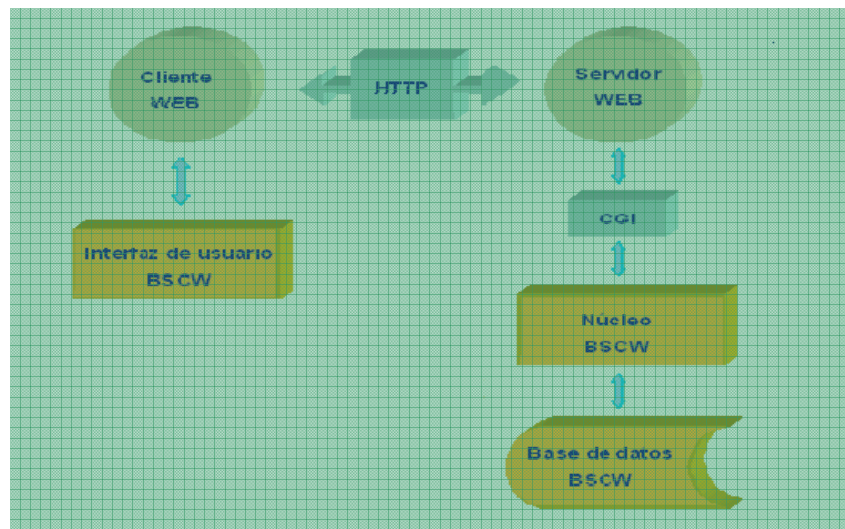 Cliente
WEB
HTTP
Servidor
WEB
CGI
Interfaz de usuario
BSCW
Núcleo
BSCW
Base de datos
BSCW